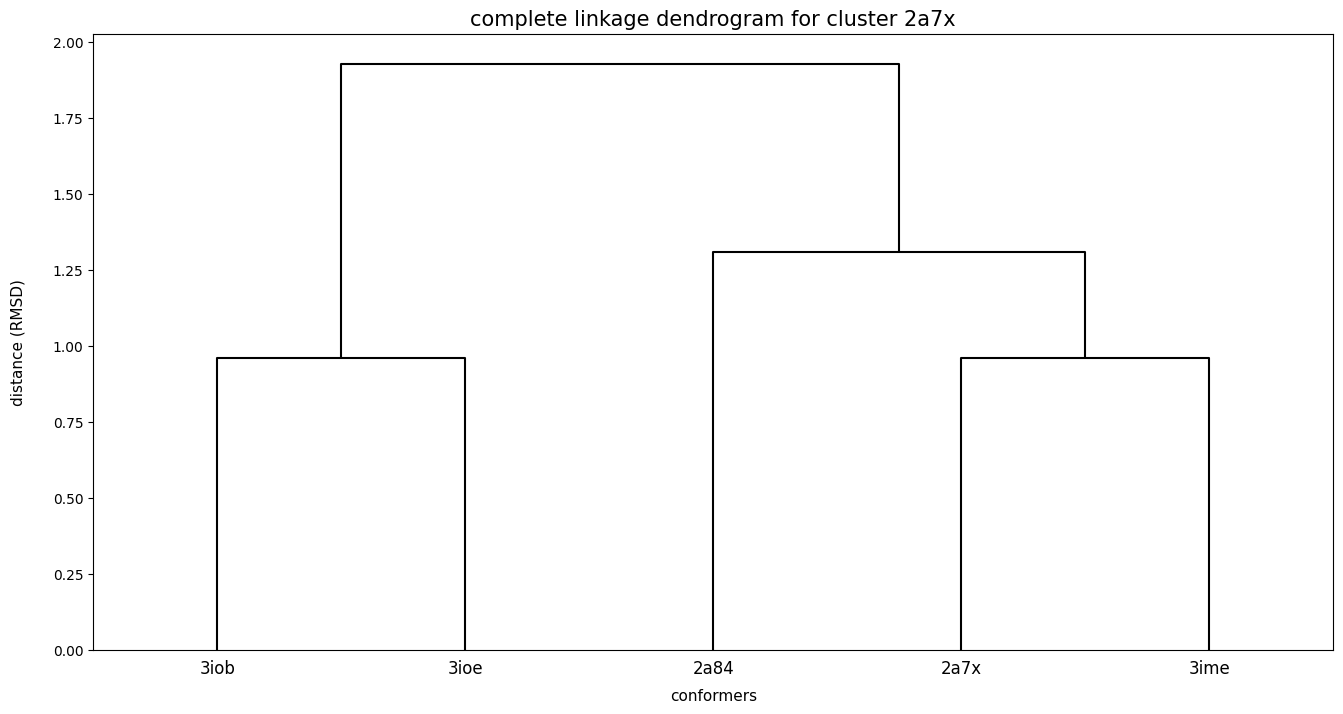 complete linkage dendrogram for cluster 2a7x
2.00
1.75
1.50
1.25
1.00
0.75
0.50
0.25
0.00
distance (RMSD)
3iob 3ioe 2a84 2a7x 3ime
conformers